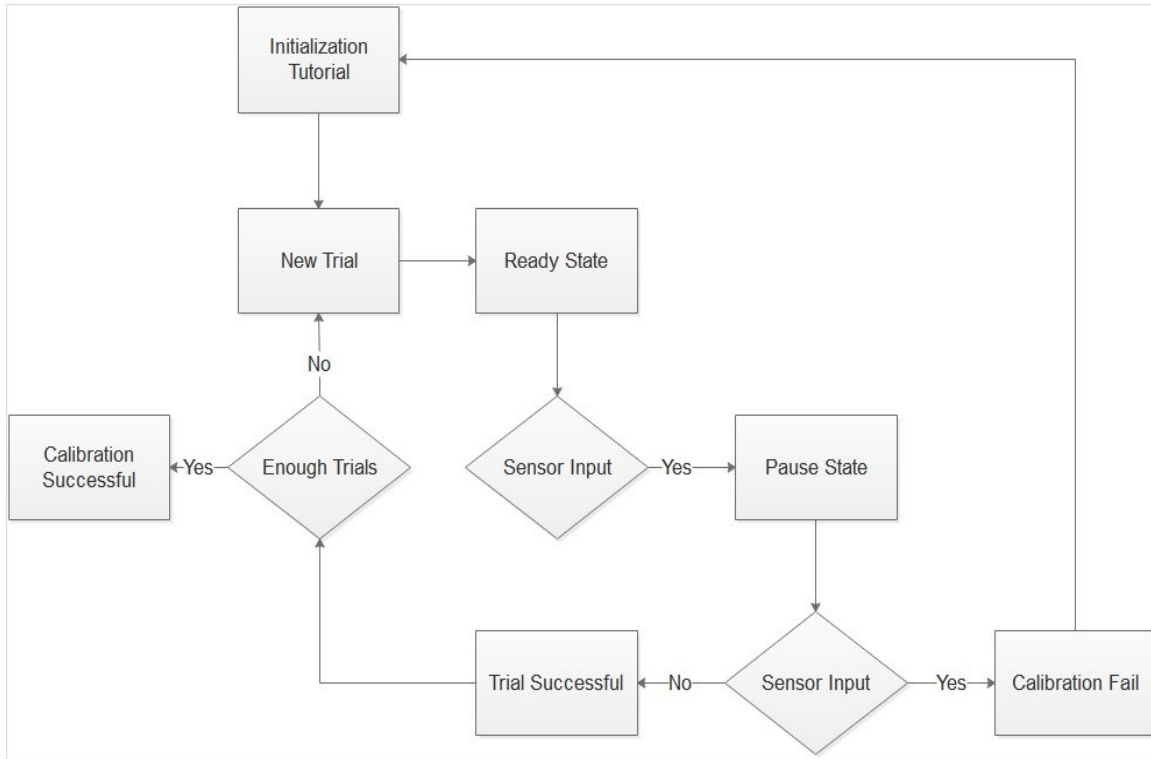 Initialization
Tutorial
New Trial
Ready State
No
Calibration
Successful
Yes
Enough Trials
Sensor Input
Yes
Pause State
Trial Successful
No
Sensor Input
Yes
Calibration Fail